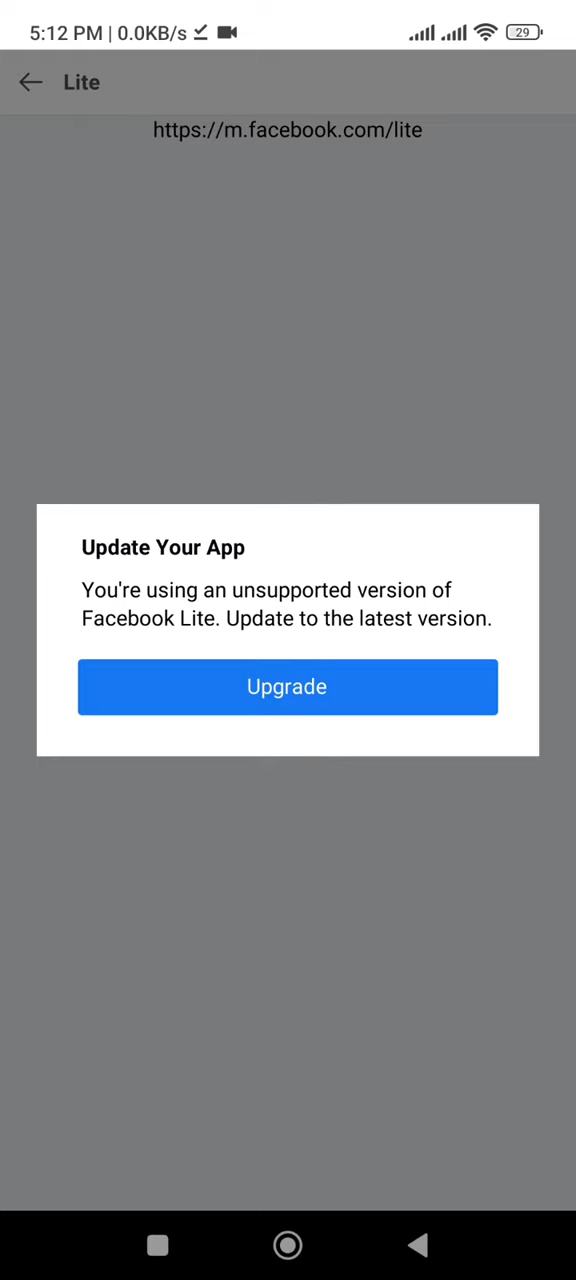 5:12 PM | 0.0KB/s 29
Lite
https://m.facebook.com/lite
Update Your App
You're using an unsupported version of
Facebook Lite. Update to the latest version.
Upgrade